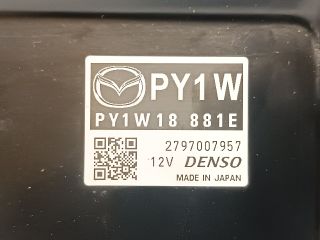 PY1W
PY1W18 881E
2797007957
12V DENSO
MADE IN JAPAN